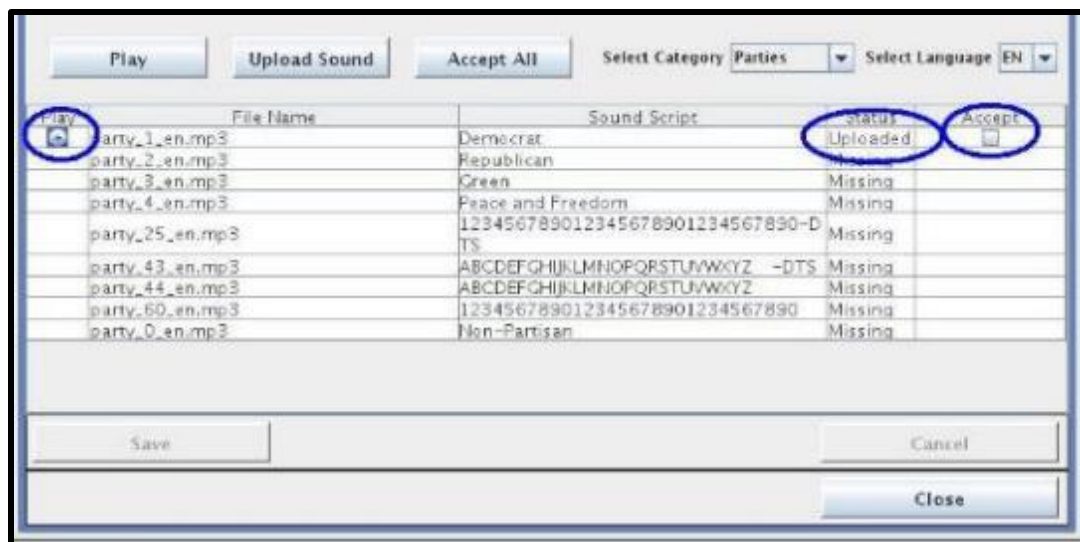 Play Upload Sound Accept All Select Category Parties Select Language EN
Play File Name Sound Script Status Accept
party_1_en.mp3 Democrat Uploaded
party_2_en.mp3 Republican Missing
party_3_en.mp3 Green Missing
party_4_en.mp3 Peace and Freedom Missing
party_25_en.mp3 123456789012345678901234567890-D Missing
TS
party_43_en.mp3 ABCDEFGHIJKLMNOPQRSTUVWXYZ -DTS Missing
party_44_en.mp3 ABCDEFGHIJKLMNOPQRSTUVWXYZ Missing
party_60_en.mp3 123456789012345678901234567890 Missing
party_0_en.mp3 Non-Partisan Missing
Save Cancel
Close